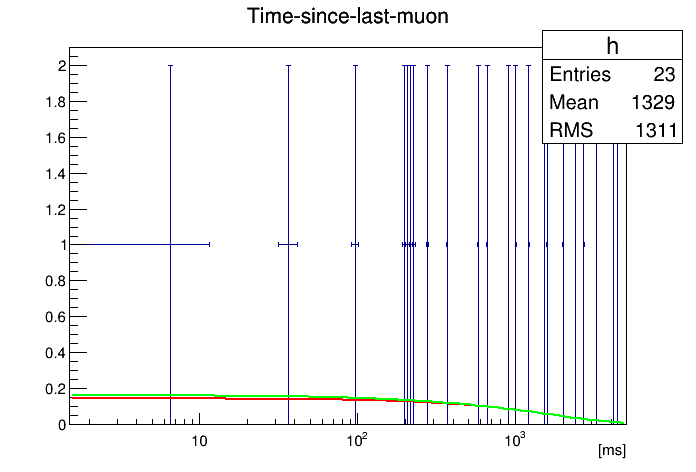 Time-since-last-muon
h
Entries 23
Mean 1329
RMS 1311
2
1.8
1.6
1.4
1.2
1
0.8
0.6
0.4
0.2
0
10 10² 10³
[ms]